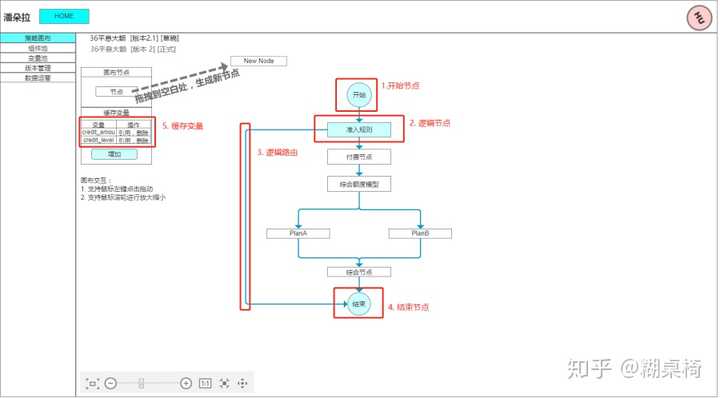 潘朵拉
HOME
HU
策略画布
组件池
变量池
版本管理
数据运营
36平息大额 [版本2.1] [草稿]
36平息大额 [版本 2] [正式]
画布节点
节点
拖拽到空白处，生成新节点
New Node
缓存变量
变量 操作
credit_amou 引用 , 删除
credit_level 引用 , 删除
增加
5. 缓存变量
画布交互：
1. 支持鼠标左键点击拖动
2. 支持鼠标滚轮进行放大缩小
开始
1.开始节点
准入规则
2. 逻辑节点
3. 逻辑路由
付费节点
综合额度模型
PlanA
PlanB
综合节点
结束
4. 结束节点
1:1
知乎 @糊桌椅